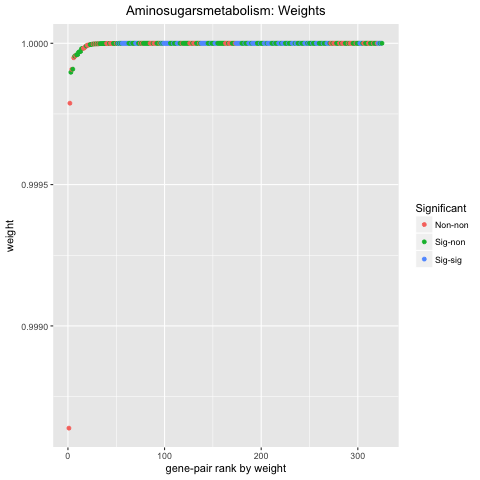 Aminosugarsmetabolism: Weights
1.0000
0.9995
0.9990
weight
0
100
200
300
gene-pair rank by weight
Significant
Non-non
Sig-non
Sig-sig